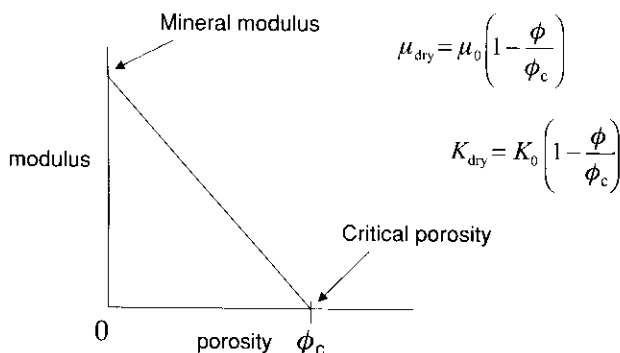 Mineral modulus
μ_dry = μ_0 (1 − ϕ/ϕ_c)
K_dry = K_0 (1 − ϕ/ϕ_c)
modulus
Critical porosity
0
porosity
ϕ_c